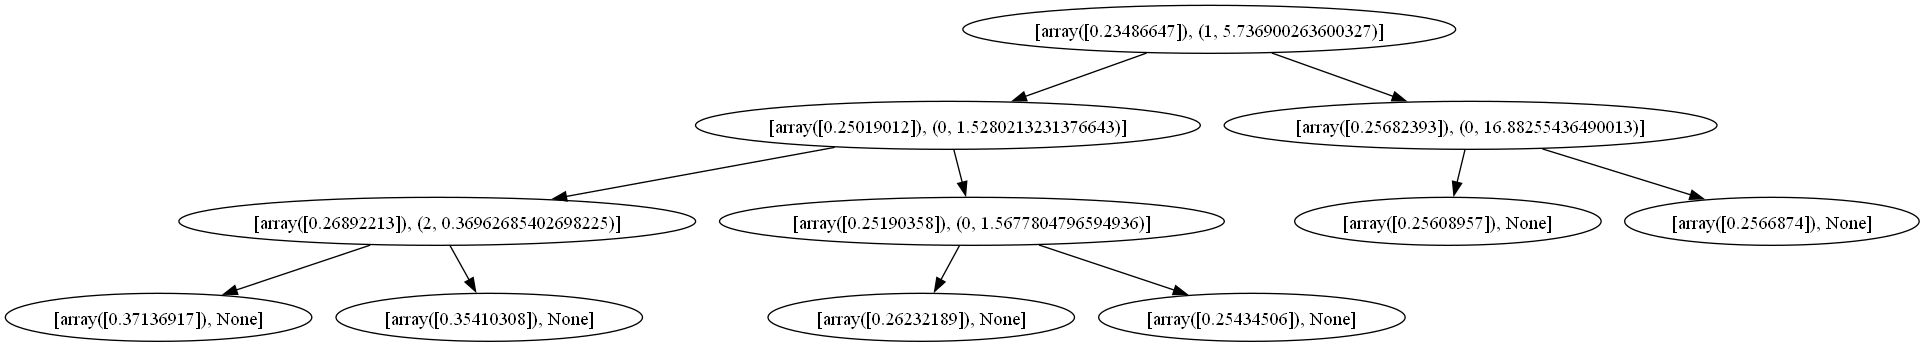 [array([0.23486647]), (1, 5.736900263600327)]
[array([0.25019012]), (0, 1.5280213231376643)]
[array([0.25682393]), (0, 16.88255436490013)]
[array([0.26892213]), (2, 0.36962685402698225)]
[array([0.25190358]), (0, 1.5677804796594936)]
[array([0.25608957]), None]
[array([0.2566874]), None]
[array([0.37136917]), None]
[array([0.35410308]), None]
[array([0.26232189]), None]
[array([0.25434506]), None]